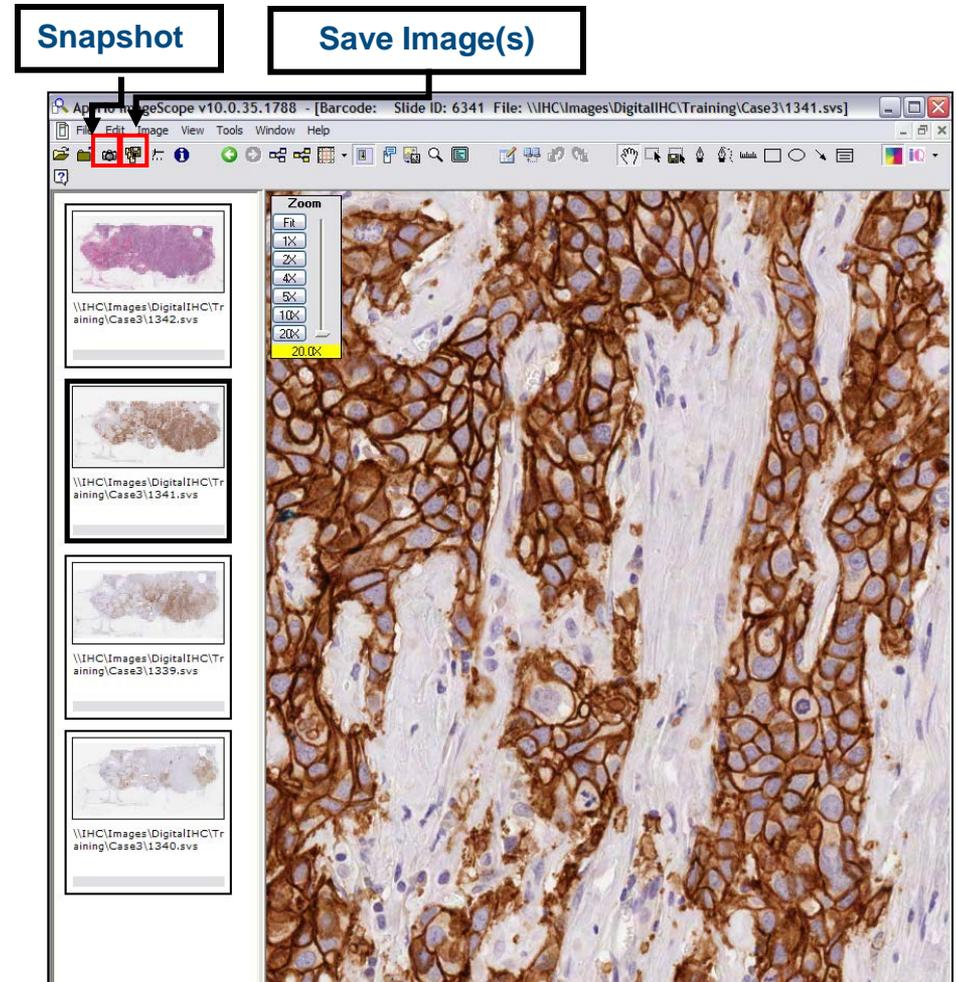 Snapshot
Save Image(s)
ImageScope v10.0.35.1788 - [Barcode: Slide ID: 6341 File: \\IHC\Images\DigitalIHC\Training\Case3\1341.svs]
File Edit Image View Tools Window Help
iQ
Zoom
Fit
1X
2X
4X
5X
10X
20X
20.0X
\\IHC\Images\DigitalIHC\Tr
aining\Case3\1342.svs
\\IHC\Images\DigitalIHC\Tr
aining\Case3\1341.svs
\\IHC\Images\DigitalIHC\Tr
aining\Case3\1339.svs
\\IHC\Images\DigitalIHC\Tr
aining\Case3\1340.svs